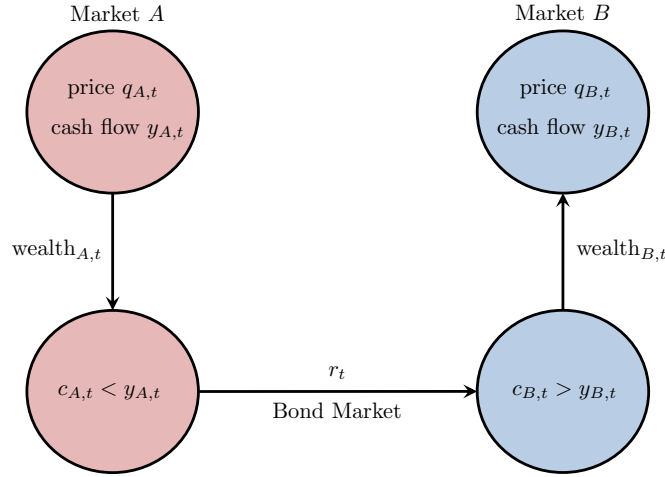 Market A
Market B
price q_{A,t}
cash flow y_{A,t}
price q_{B,t}
cash flow y_{B,t}
wealth_{A,t}
wealth_{B,t}
c_{A,t} < y_{A,t}
r_t
Bond Market
c_{B,t} > y_{B,t}